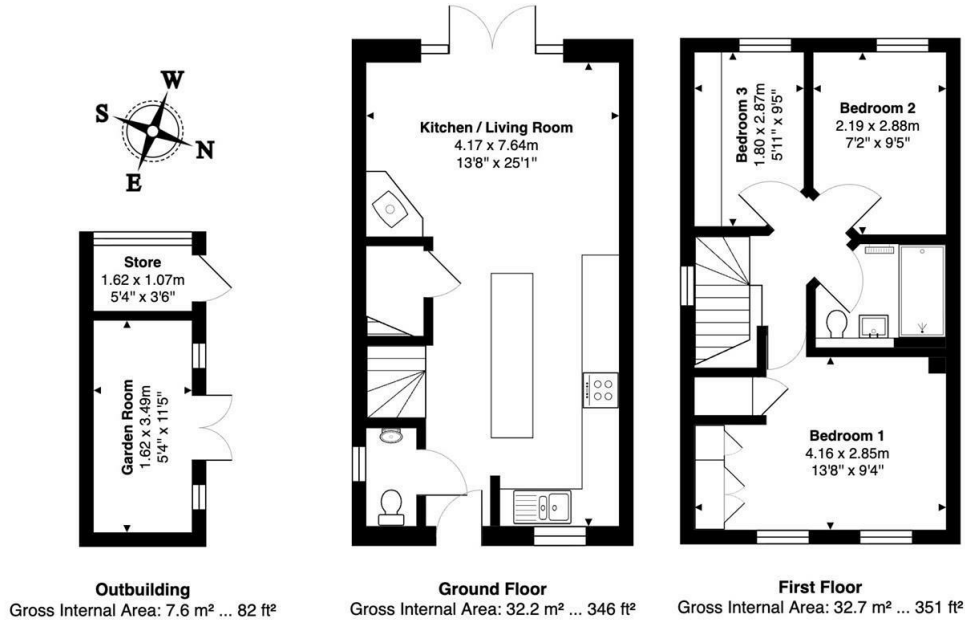 W
S
N
E
Store
1.62 x 1.07m
5'4" x 3'6"
Garden Room
1.62 x 3.49m
5'4" x 11'5"
Outbuilding
Gross Internal Area: 7.6 m² ... 82 ft²
Kitchen / Living Room
4.17 x 7.64m
13'8" x 25'1"
Ground Floor
Gross Internal Area: 32.2 m² ... 346 ft²
Bedroom 3
1.80 x 2.87m
5'11" x 9'5"
Bedroom 2
2.19 x 2.88m
7'2" x 9'5"
Bedroom 1
4.16 x 2.85m
13'8" x 9'4"
First Floor
Gross Internal Area: 32.7 m² ... 351 ft²